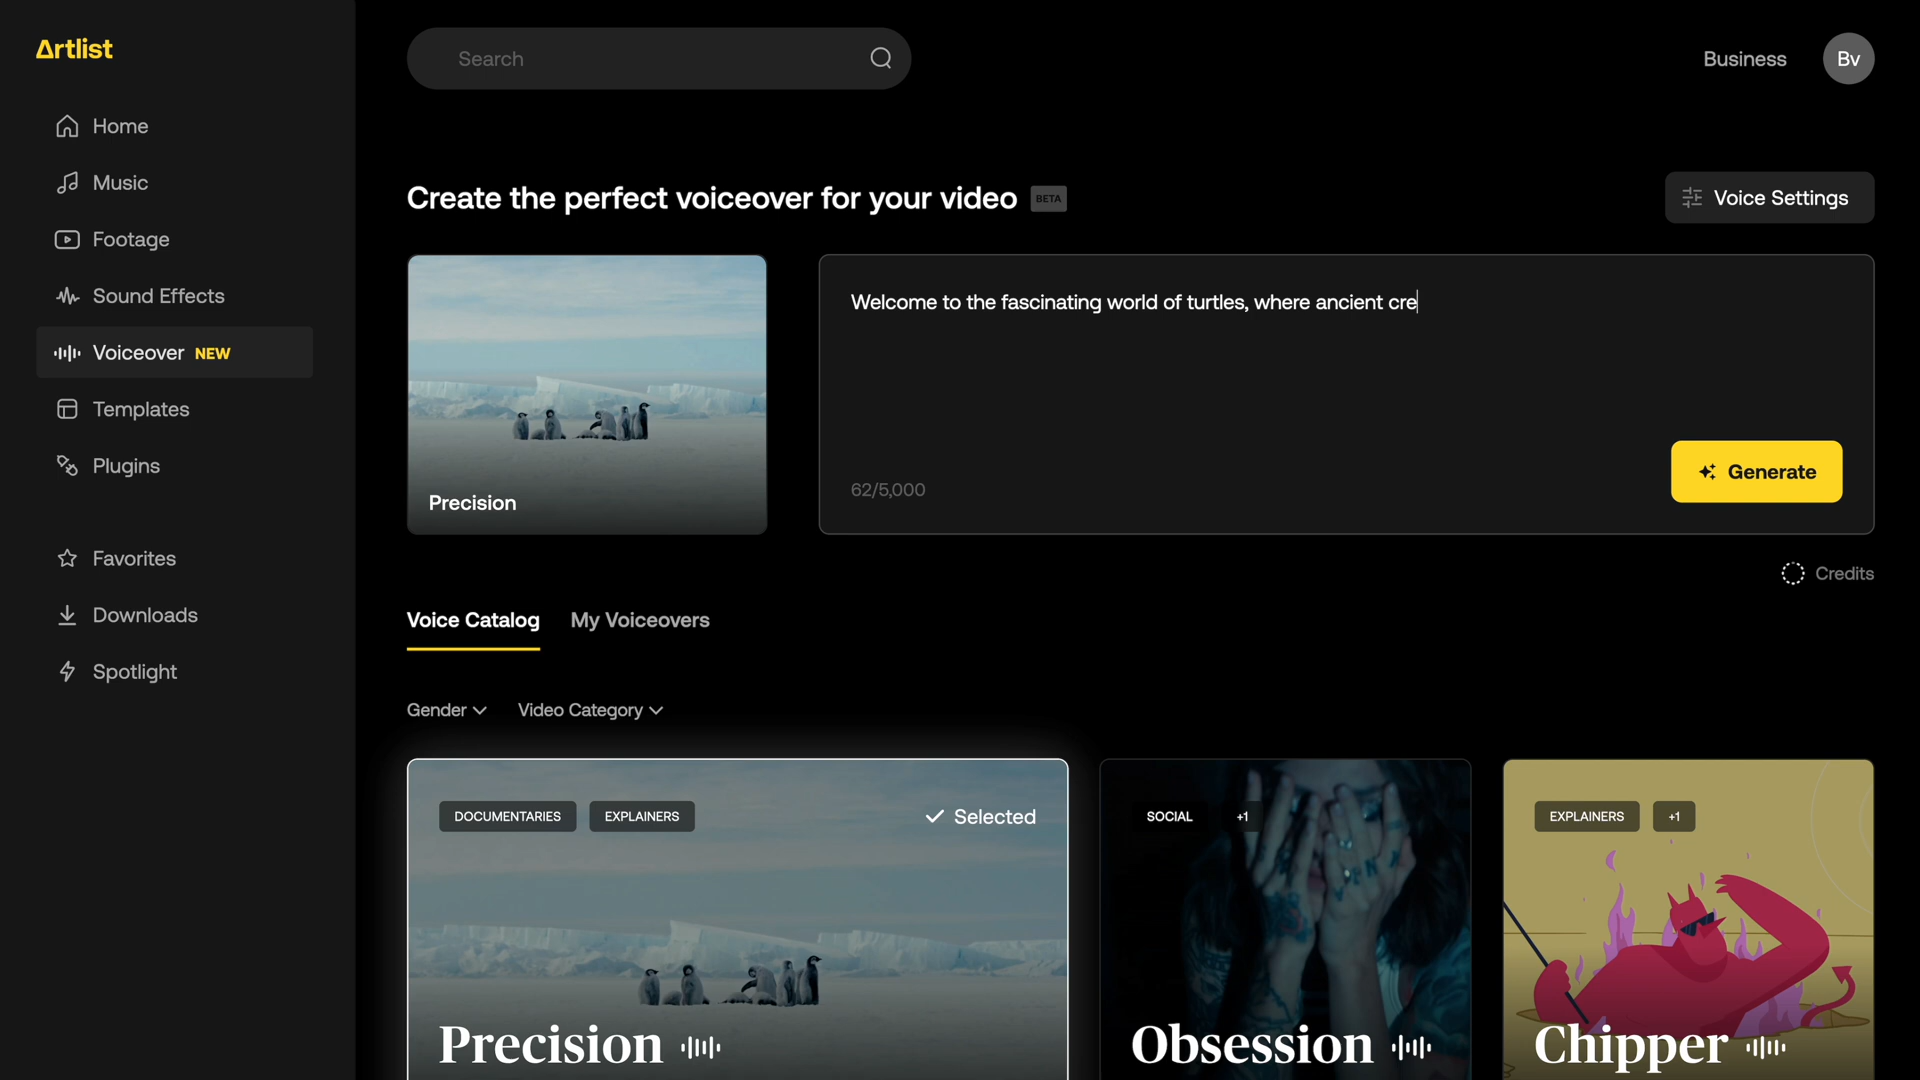 Artlist
Search
Business
Bv
Home
Music
Footage
Sound Effects
Voiceover NEW
Templates
Plugins
Favorites
Downloads
Spotlight
Create the perfect voiceover for your video BETA
Voice Settings
Precision
Welcome to the fascinating world of turtles, where ancient cre
62/5,000
Generate
Credits
Voice Catalog
My Voiceovers
Gender
Video Category
DOCUMENTARIES
EXPLAINERS
Selected
Precision
SOCIAL
+1
Obsession
EXPLAINERS
+1
Chipper